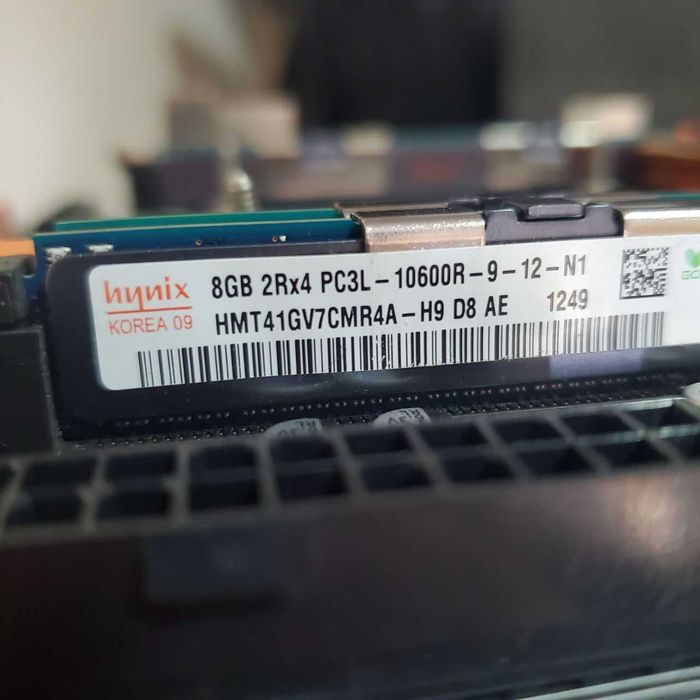 hynix
KOREA 09
8GB 2Rx4 PC3L-10600R-9-12-N1
HMT41GV7CMR4A-H9 D8 AE 1249